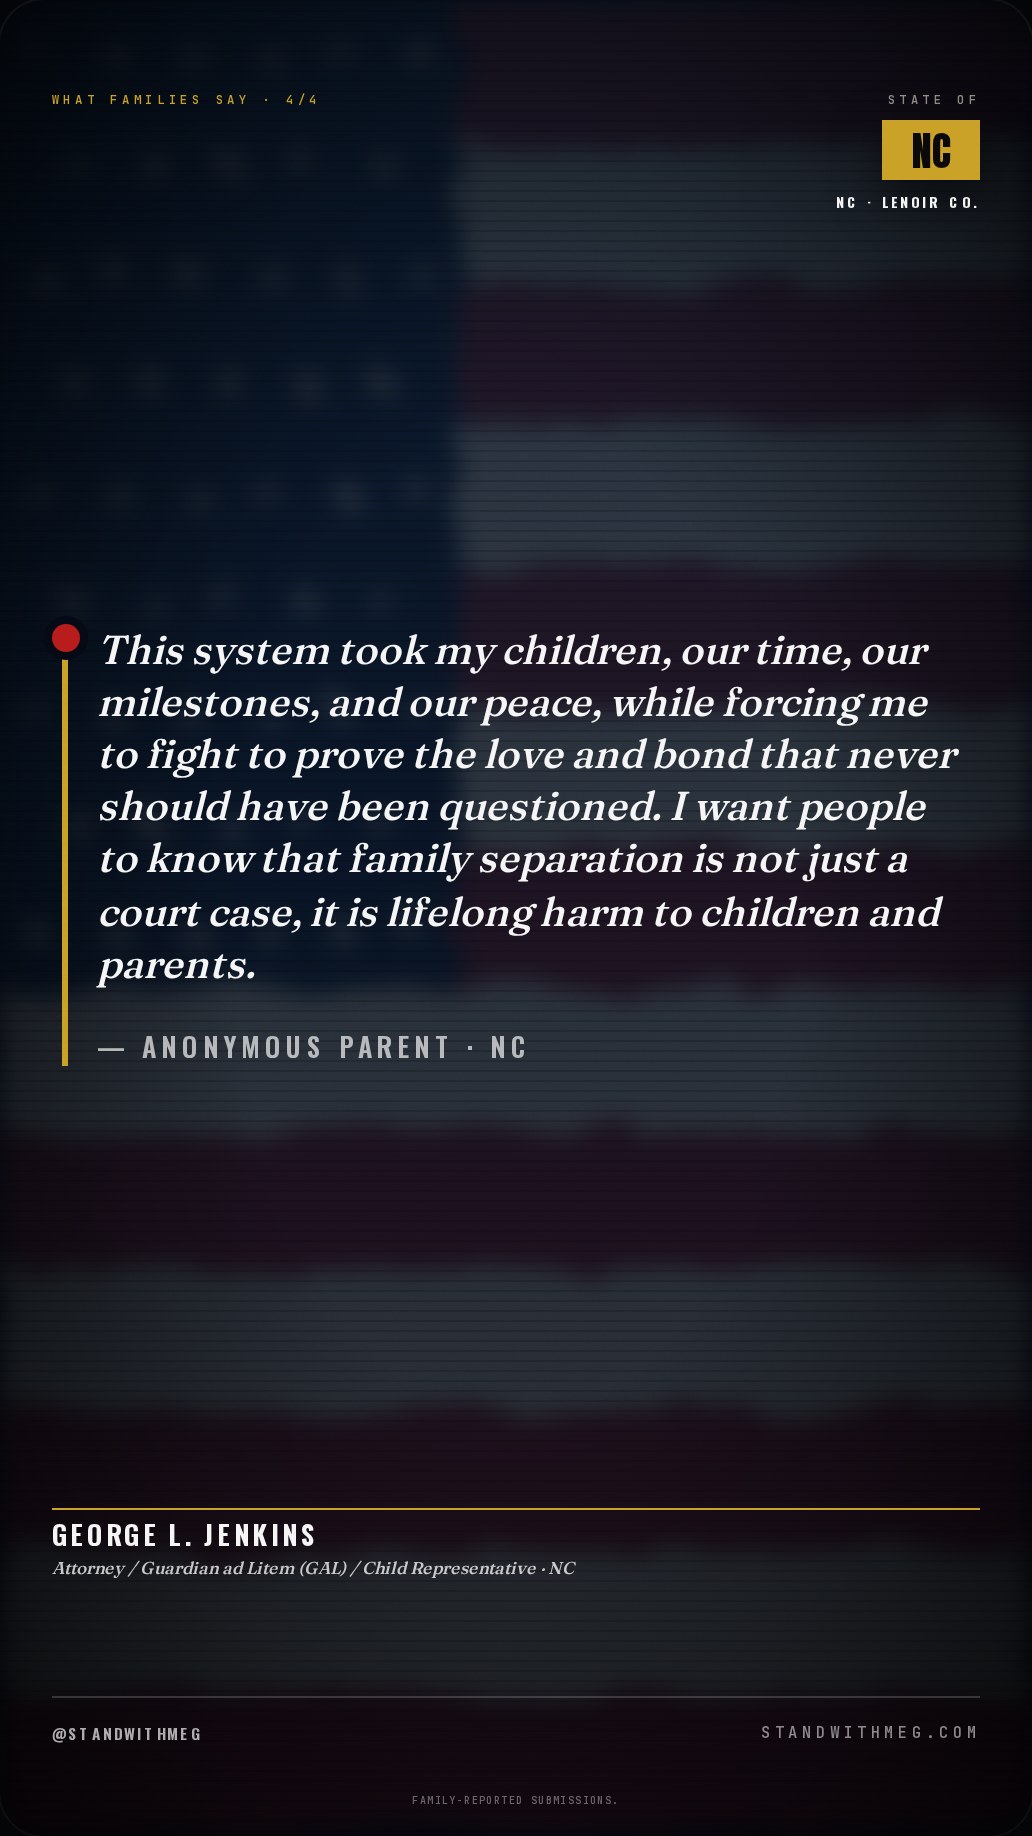 WHAT FAMILIES SAY · 4/4
STATE OF
NC
NC · LENOIR CO.
This system took my children, our time, our
milestones, and our peace, while forcing me
to fight to prove the love and bond that never
should have been questioned. I want people
to know that family separation is not just a
court case, it is lifelong harm to children and
parents.
— ANONYMOUS PARENT · NC
GEORGE L. JENKINS
Attorney / Guardian ad Litem (GAL) / Child Representative · NC
@STANDWITHMEG
STANDWITHMEG.COM
FAMILY-REPORTED SUBMISSIONS.